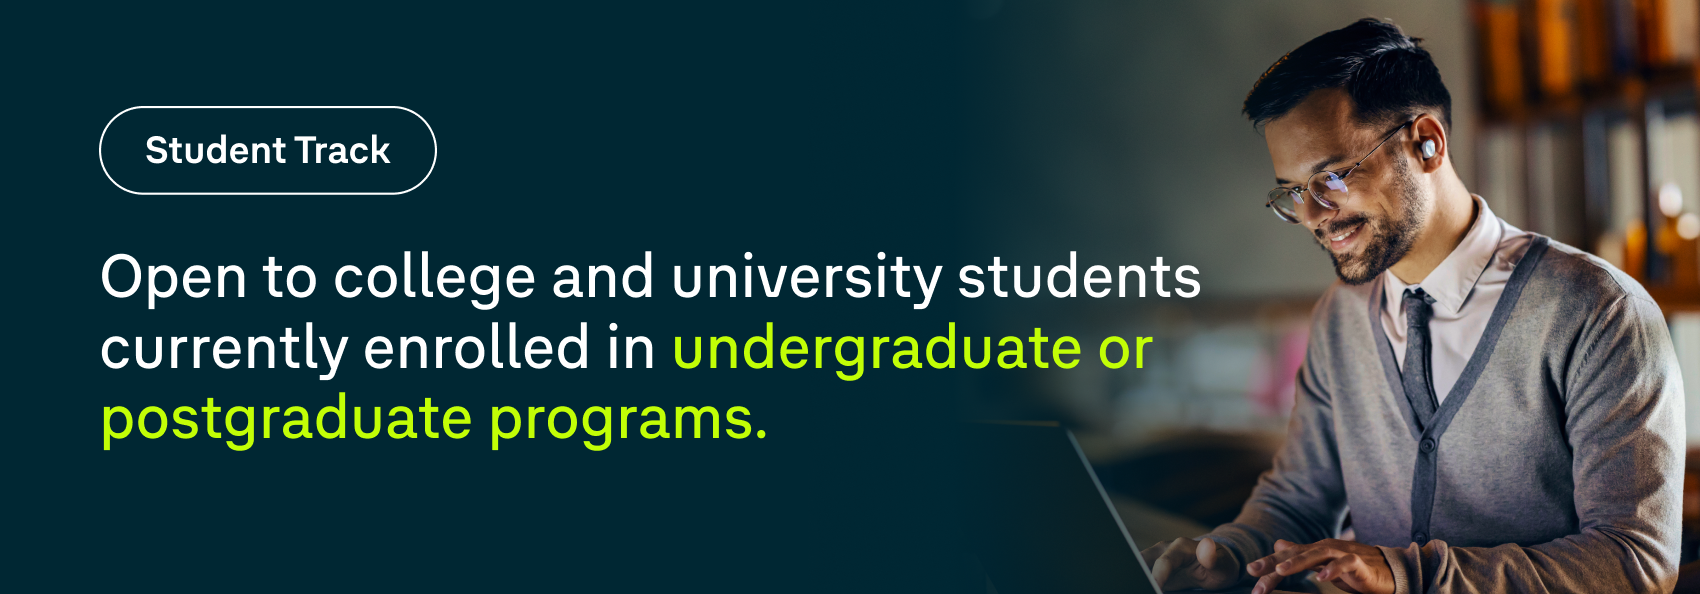 Student Track
Open to college and university students
currently enrolled in undergraduate or
postgraduate programs.